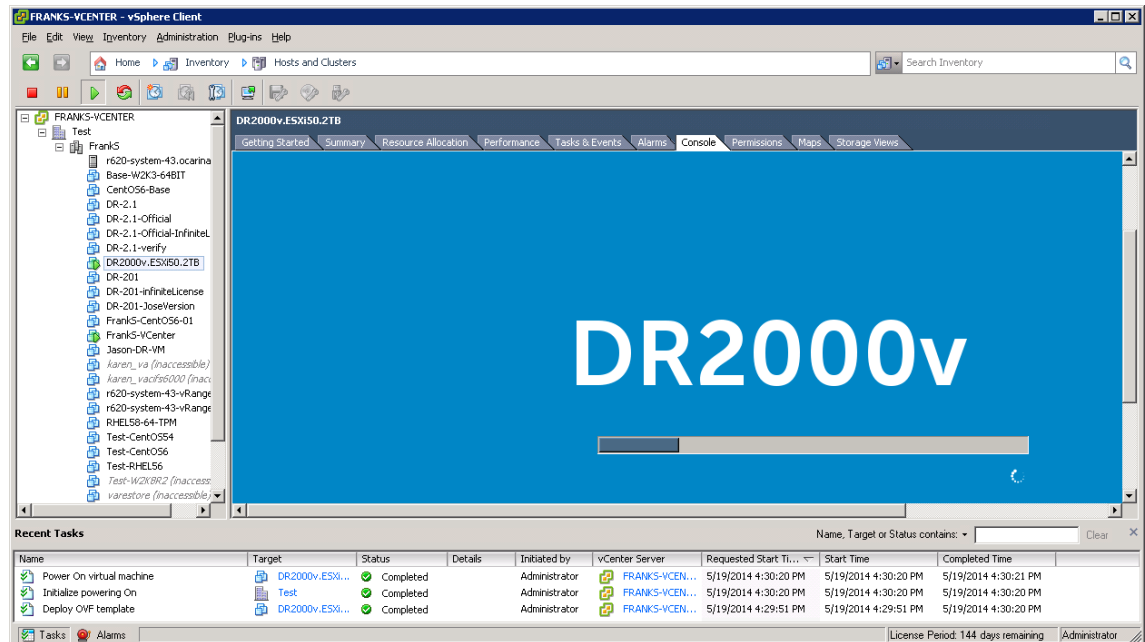 FRANKS-VCENTER - vSphere Client
File Edit View Inventory Administration Plug-ins Help
Home Inventory Hosts and Clusters Search Inventory
FRANKS-VCENTER
Test
FrankS
r620-system-43.ocarina
Base-W2K3-64BIT
CentOS6-Base
DR-2.1
DR-2.1-Official
DR-2.1-Official-InfiniteL
DR-2.1-verify
DR2000v.ESXi50.2TB
DR-201
DR-201-infiniteLicense
DR-201-JoseVersion
FrankS-CentOS6-01
FrankS-VCenter
Jason-DR-VM
karen_va (inaccessible)
karen_vacifs6000 (inacc
r620-system-43-vRange
r620-system-43-vRange
RHEL58-64-TPM
Test-CentOS54
Test-CentOS6
Test-RHEL56
Test-W2K8R2 (inaccess
varestore (inaccessible)
DR2000v.ESXi50.2TB
Getting Started Summary Resource Allocation Performance Tasks & Events Alarms Console Permissions Maps Storage Views
DR2000v
Recent Tasks Name, Target or Status contains: Clear
Name Target Status Details Initiated by vCenter Server Requested Start Ti... Start Time Completed Time
Power On virtual machine DR2000v.ESXi... Completed Administrator FRANKS-VCEN... 5/19/2014 4:30:20 PM 5/19/2014 4:30:20 PM 5/19/2014 4:30:21 PM
Initialize powering On Test Completed Administrator FRANKS-VCEN... 5/19/2014 4:30:20 PM 5/19/2014 4:30:20 PM 5/19/2014 4:30:20 PM
Deploy OVF template DR2000v.ESXi... Completed Administrator FRANKS-VCEN... 5/19/2014 4:29:51 PM 5/19/2014 4:29:51 PM 5/19/2014 4:30:20 PM
Tasks Alarms License Period: 144 days remaining Administrator